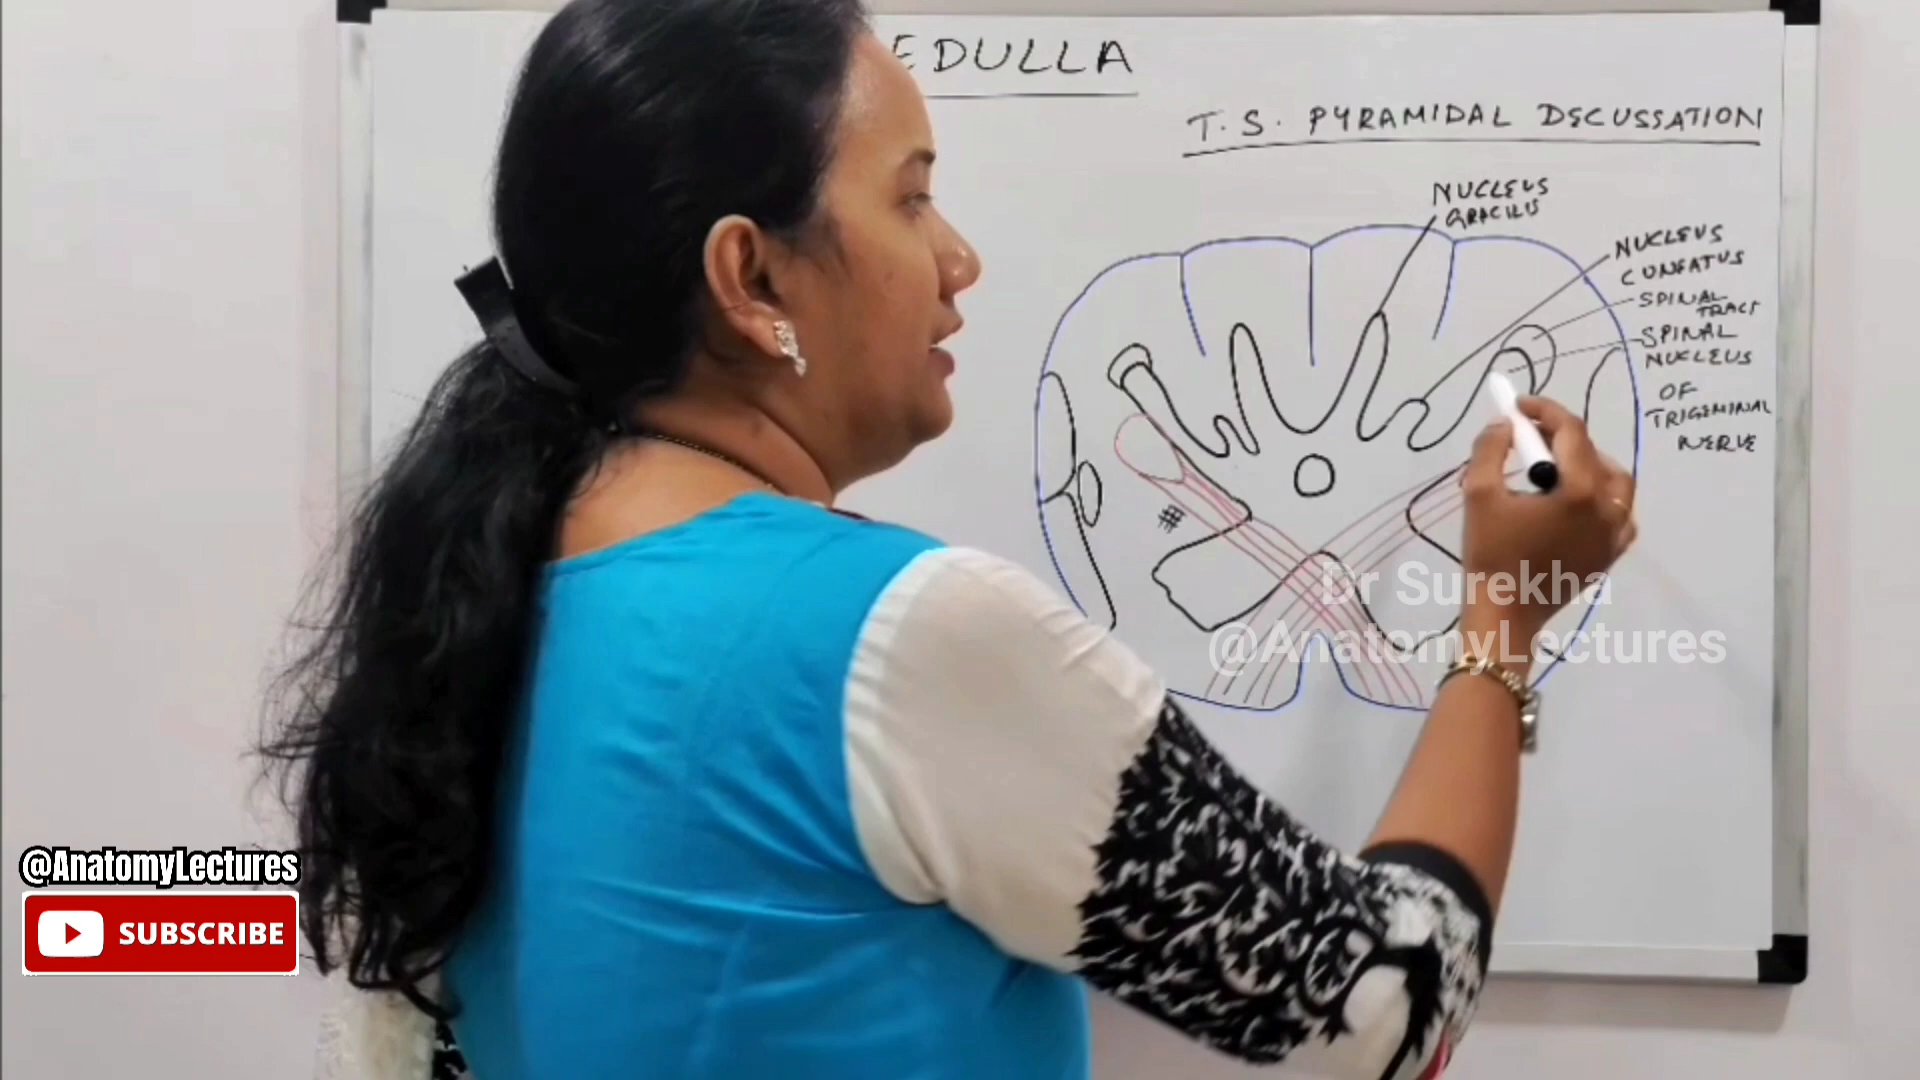 EDULLA
T.S. PYRAMIDAL DECUSSATION
NUCLEUS
GRACILIS
NUCLEUS
CUNEATUS
SPINAL
TRACT
SPINAL
NUCLEUS
OF
TRIGEMINAL
NERVE
Dr Surekha
@AnatomyLectures
@AnatomyLectures
SUBSCRIBE